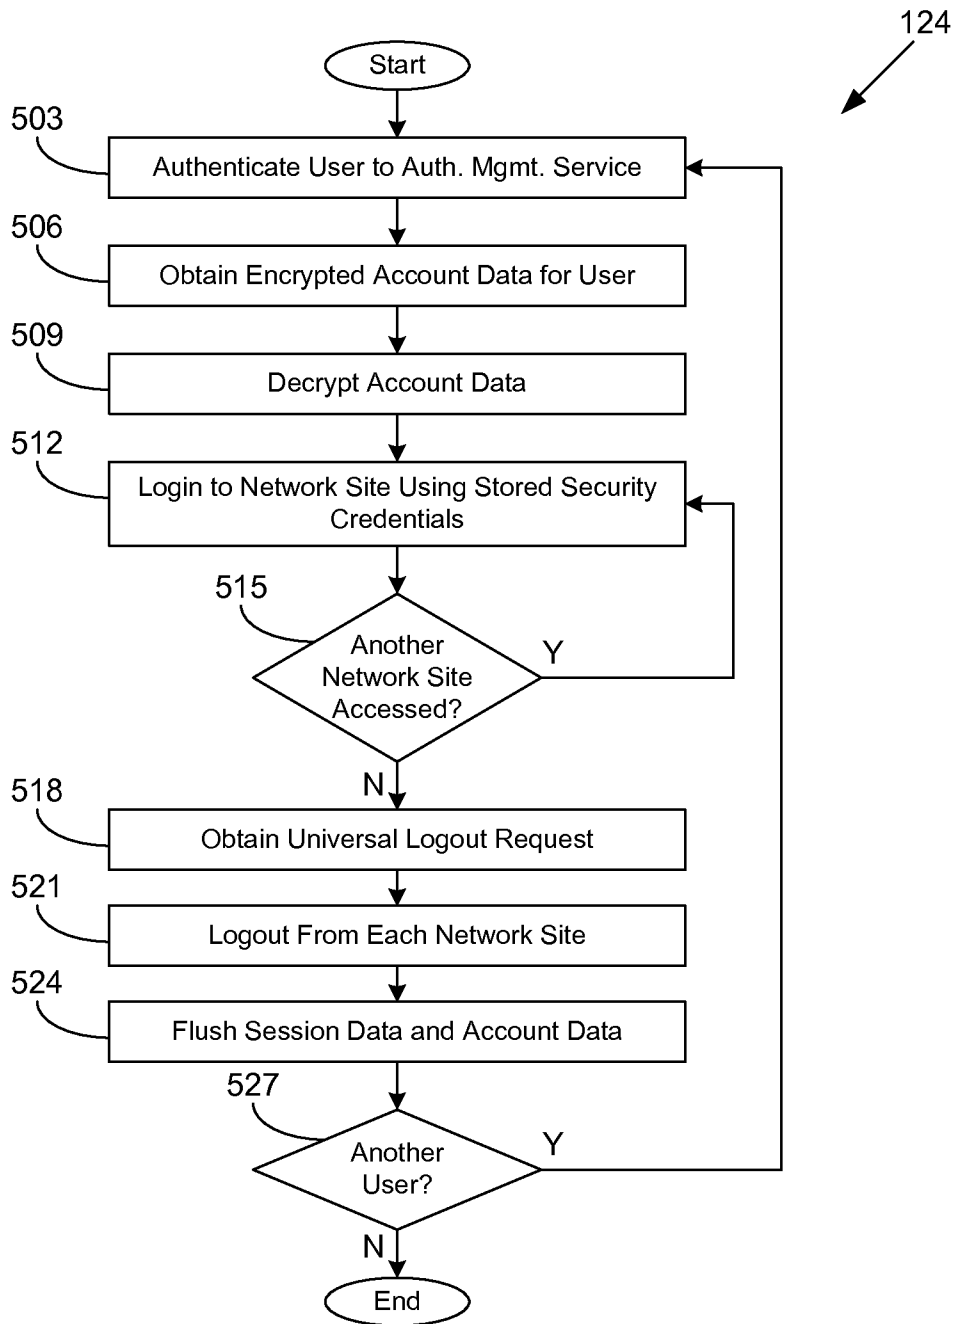 124
Start
503
Authenticate User to Auth. Mgmt. Service
506
Obtain Encrypted Account Data for User
509
Decrypt Account Data
512
Login to Network Site Using Stored Security
Credentials
515
Another
Network Site
Accessed?
Y
N
518
Obtain Universal Logout Request
521
Logout From Each Network Site
524
Flush Session Data and Account Data
527
Another
User?
Y
N
End